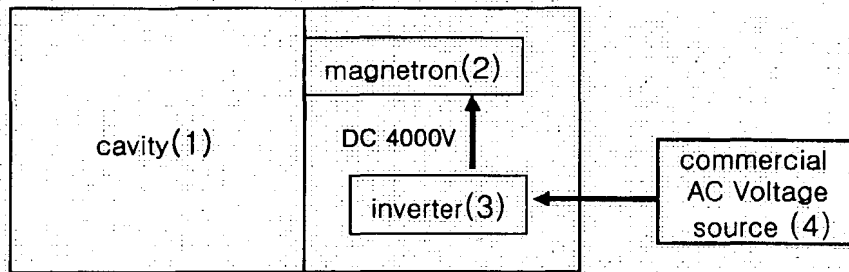 magnetron(2)
cavity(1)
DC 4000V
inverter(3)
commercial
AC Voltage
source (4)